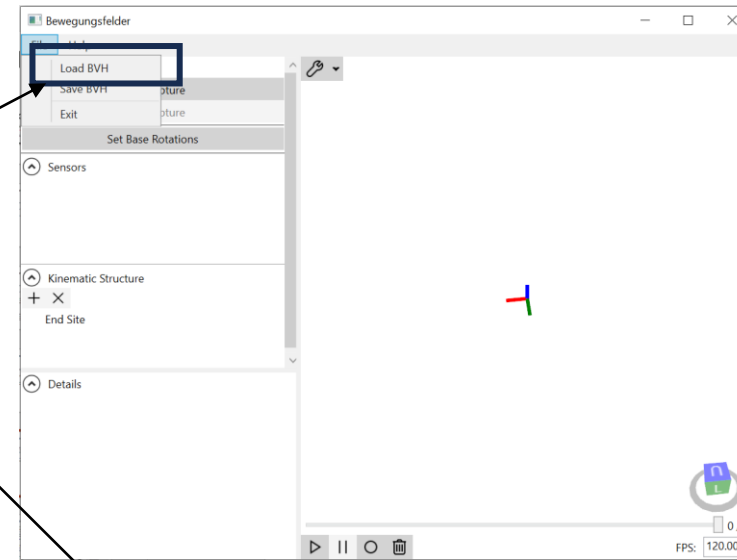 Bewegungsfelder
Load BVH
Save BVH
pture
Exit
pture
Set Base Rotations
Sensors
Kinematic Structure
End Site
Details
0
FPS: 120.00